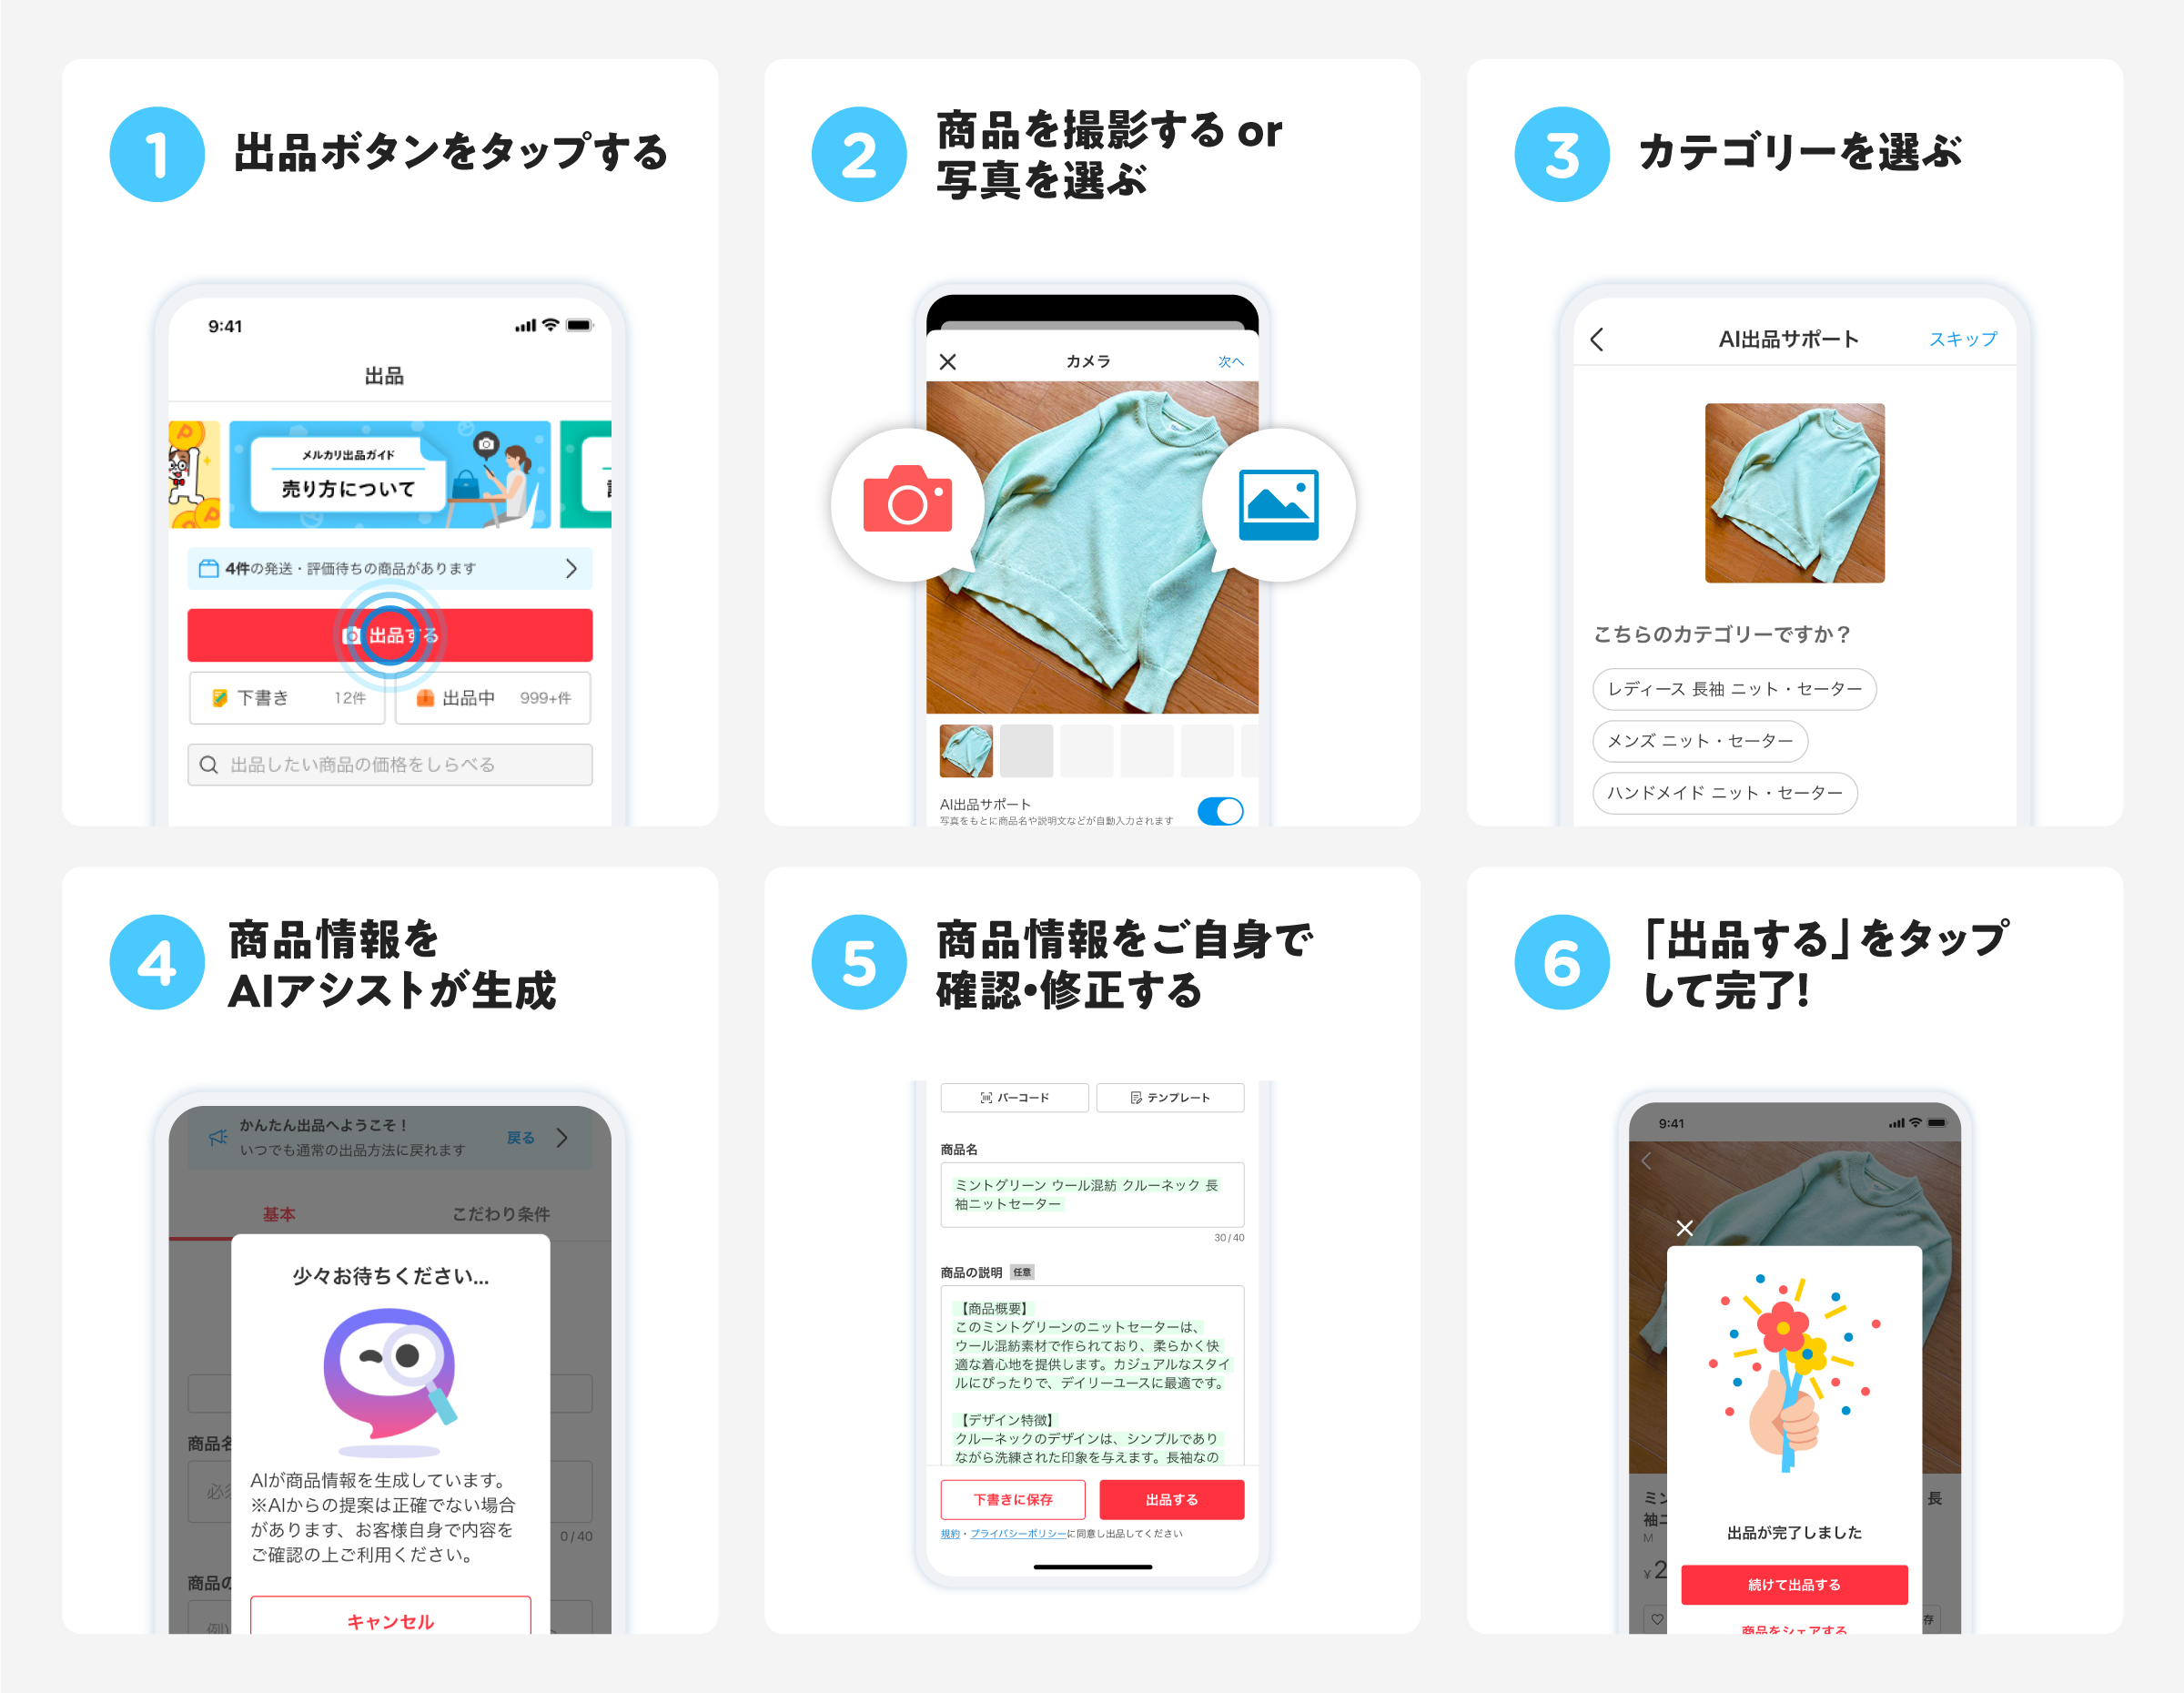 1
出品ボタンをタップする
9:41
出品
メルカリ出品ガイド
売り方について
4件の発送・評価待ちの商品があります
出品する
下書き 12件
出品中 999+件
出品したい商品の価格をしらべる
2
商品を撮影する or
写真を選ぶ
カメラ
次へ
AI出品サポート
写真をもとに商品名や説明文などが自動入力されます
3
カテゴリーを選ぶ
AI出品サポート
スキップ
こちらのカテゴリーですか？
レディース 長袖 ニット・セーター
メンズ ニット・セーター
ハンドメイド ニット・セーター
4
商品情報を
AIアシストが生成
かんたん出品へようこそ！
いつでも通常の出品方法に戻れます
戻る
基本
こだわり条件
少々お待ちください...
AIが商品情報を生成しています。
※AIからの提案は正確でない場合
があります、お客様自身で内容を
ご確認の上ご利用ください。
商品
0/40
商品の
キャンセル
5
商品情報をご自身で
確認・修正する
バーコード
テンプレート
商品名
ミントグリーン ウール混紡 クルーネック 長
袖ニットセーター
30/40
商品の説明 任意
【商品概要】
このミントグリーンのニットセーターは、
ウール混紡素材で作られており、柔らかく快
適な着心地を提供します。カジュアルなスタイ
ルにぴったりで、デイリーユースに最適です。
【デザイン特徴】
クルーネックのデザインは、シンプルであり
ながら洗練された印象を与えます。長袖なの
下書きに保存
出品する
規約・プライバシーポリシーに同意し出品してください
6
「出品する」をタップ
して完了!
9:41
ミン
長
袖ニ
M
¥2
出品が完了しました
続けて出品する
存
商品をシェアする